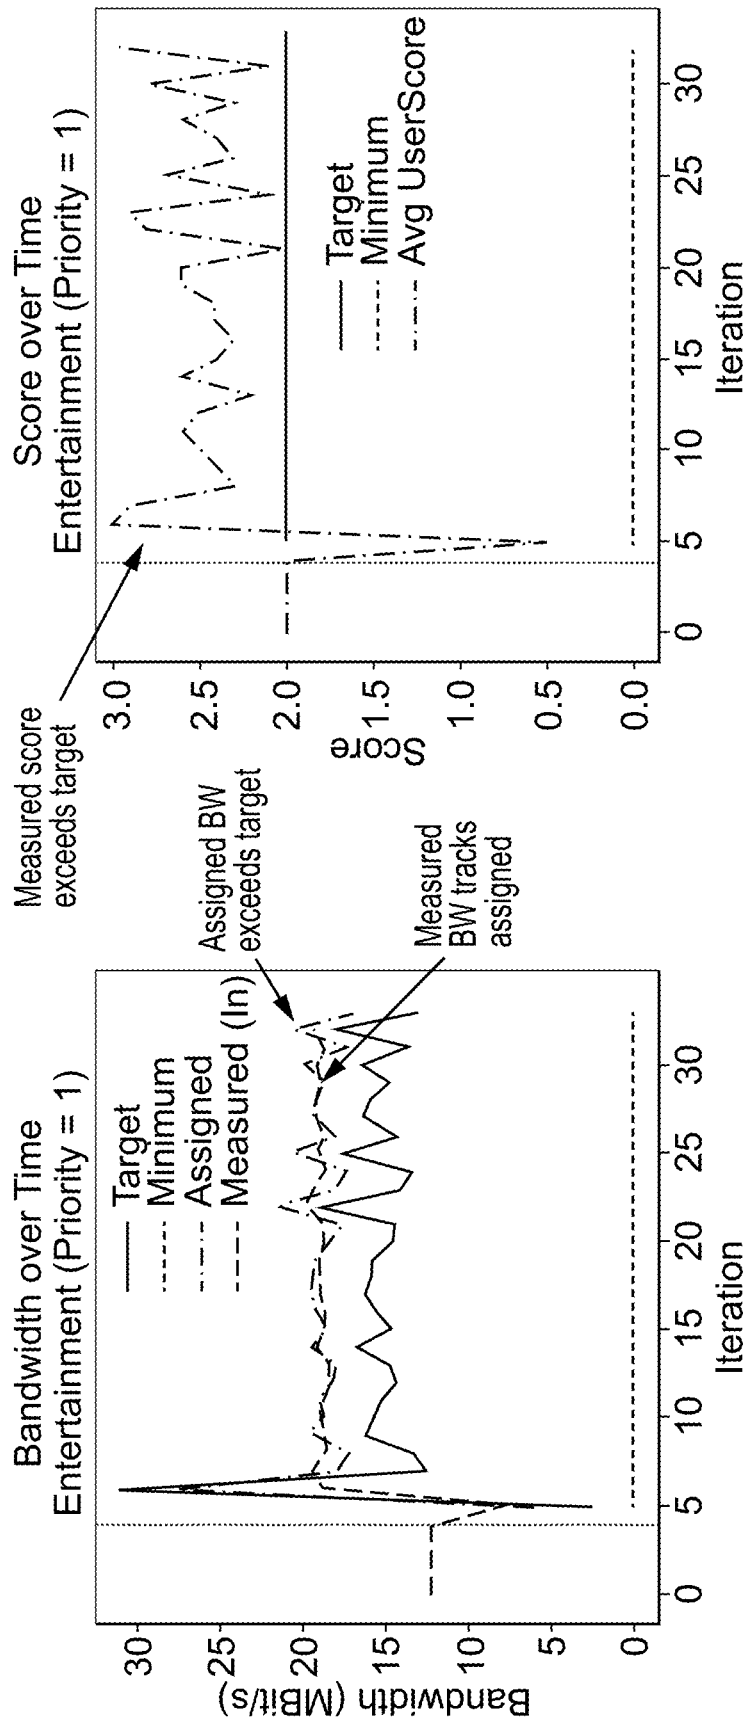 Bandwidth over Time
Entertainment (Priority = 1)
Target
Minimum
Assigned
Measured (In)
Bandwidth (MBit/s)
30
25
20
15
10
5
0
0
5
10
15
20
25
30
Iteration
Assigned BW
exceeds target
Measured
BW tracks
assigned
Measured score
exceeds target
Score over Time
Entertainment (Priority = 1)
Target
Minimum
Avg UserScore
Score
3.0
2.5
2.0
1.5
1.0
0.5
0.0
0
5
10
15
20
25
30
Iteration